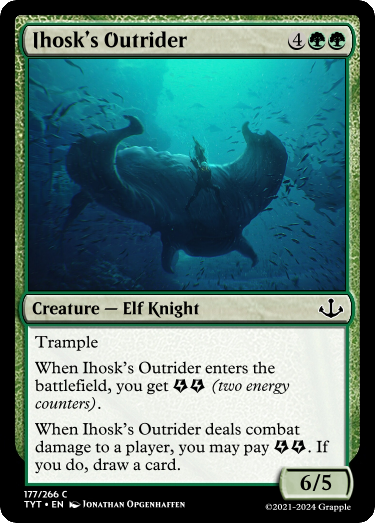 Ihosk's Outrider 4
Creature — Elf Knight
Trample
When Ihosk's Outrider enters the
battlefield, you get (two energy
counters).
When Ihosk's Outrider deals combat
damage to a player, you may pay . If
you do, draw a card.
6/5
177/266 C
TYT • EN Jonathan Opgenhaffen
©2021-2024 Grapple